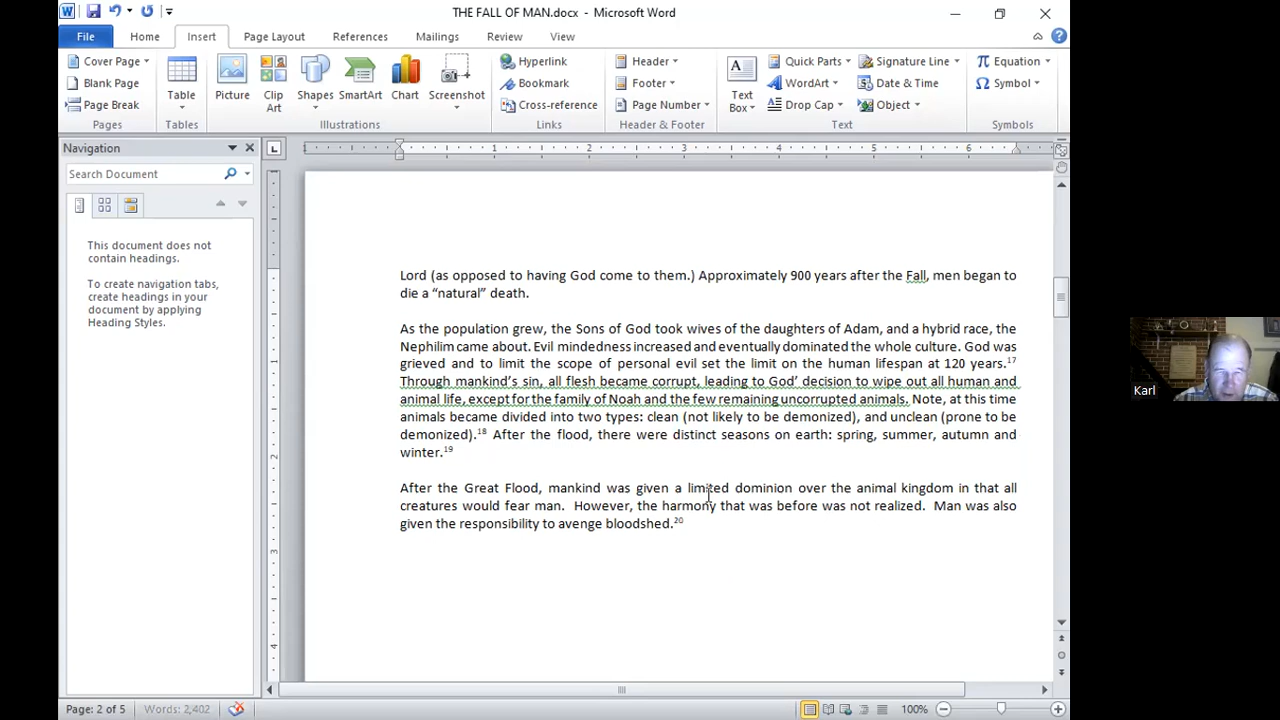 THE FALL OF MAN.docx - Microsoft Word
File Home Insert Page Layout References Mailings Review View
Cover Page
Blank Page
Page Break
Pages
Table
Tables
Picture
Clip Art
Shapes
SmartArt
Chart
Screenshot
Illustrations
Hyperlink
Bookmark
Cross-reference
Links
Header
Footer
Page Number
Header & Footer
Text Box
Quick Parts
WordArt
Drop Cap
Signature Line
Date & Time
Object
Text
Equation
Symbol
Symbols
Navigation
Search Document
This document does not
contain headings.
To create navigation tabs,
create headings in your
document by applying
Heading Styles.
1 2 3 4 5 6
1
2
3
4
Lord (as opposed to having God come to them.) Approximately 900 years after the Fall, men began to
die a “natural” death.
As the population grew, the Sons of God took wives of the daughters of Adam, and a hybrid race, the
Nephilim came about. Evil mindedness increased and eventually dominated the whole culture. God was
grieved and to limit the scope of personal evil set the limit on the human lifespan at 120 years.17
Through mankind’s sin, all flesh became corrupt, leading to God’ decision to wipe out all human and
animal life, except for the family of Noah and the few remaining uncorrupted animals. Note, at this time
animals became divided into two types: clean (not likely to be demonized), and unclean (prone to be
demonized).18 After the flood, there were distinct seasons on earth: spring, summer, autumn and
winter.19
After the Great Flood, mankind was given a limited dominion over the animal kingdom in that all
creatures would fear man. However, the harmony that was before was not realized. Man was also
given the responsibility to avenge bloodshed.20
Karl
Page: 2 of 5 Words: 2,402 100%